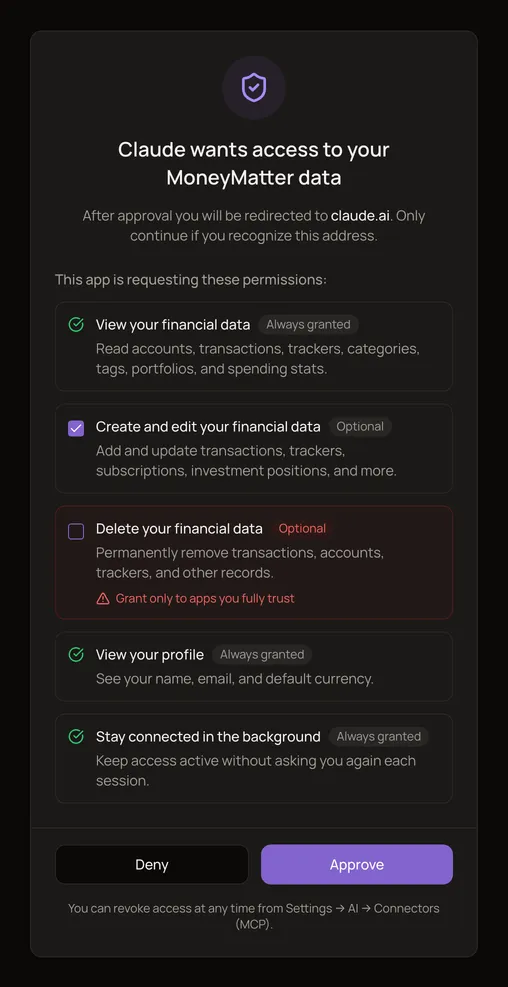 Claude wants access to your
MoneyMatter data
After approval you will be redirected to claude.ai. Only
continue if you recognize this address.
This app is requesting these permissions:
View your financial data Always granted
Read accounts, transactions, trackers, categories,
tags, portfolios, and spending stats.
Create and edit your financial data Optional
Add and update transactions, trackers,
subscriptions, investment positions, and more.
Delete your financial data Optional
Permanently remove transactions, accounts,
trackers, and other records.
Grant only to apps you fully trust
View your profile Always granted
See your name, email, and default currency.
Stay connected in the background Always granted
Keep access active without asking you again each
session.
Deny Approve
You can revoke access at any time from Settings → AI → Connectors
(MCP).